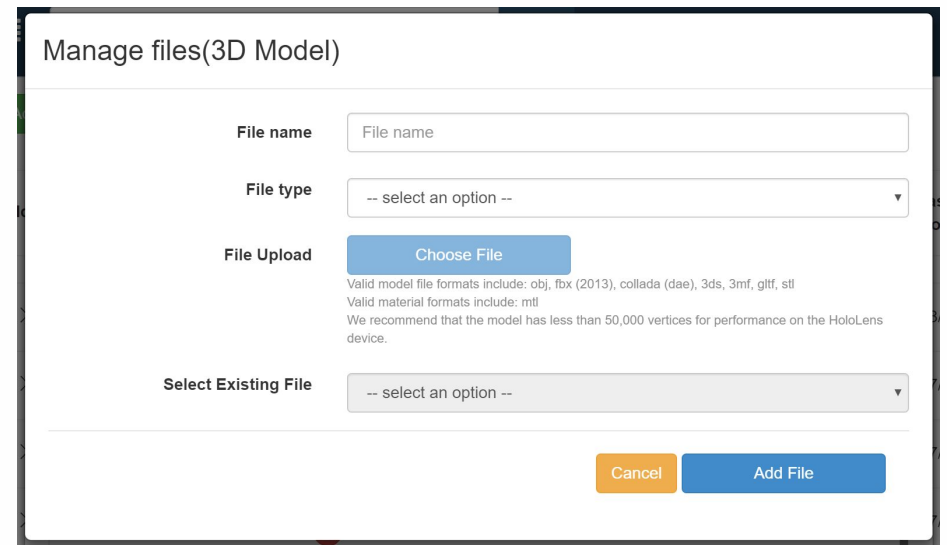 Manage files(3D Model)
File name
File name
File type
-- select an option --
File Upload
Choose File
Valid model file formats include: obj, fbx (2013), collada (dae), 3ds, 3mf, gltf, stl
Valid material formats include: mtl
We recommend that the model has less than 50,000 vertices for performance on the HoloLens
device.
Select Existing File
-- select an option --
Cancel
Add File